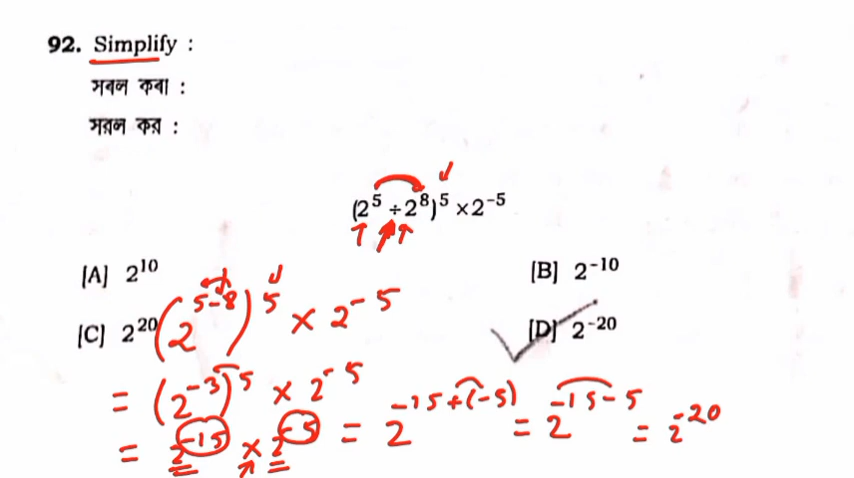 92. Simplify :
সৰল কৰা :
সরল কর :
(2⁵ ÷ 2⁸)⁵ × 2⁻⁵
[A] 2¹⁰
[B] 2⁻¹⁰
[C] 2²⁰
[D] 2⁻²⁰
(2⁵⁻⁸)⁵ × 2⁻⁵
= (2⁻³)⁵ × 2⁻⁵
= 2⁻¹⁵ × 2⁻⁵ = 2⁻¹⁵⁺⁽⁻⁵⁾ = 2⁻¹⁵⁻⁵ = 2⁻²⁰